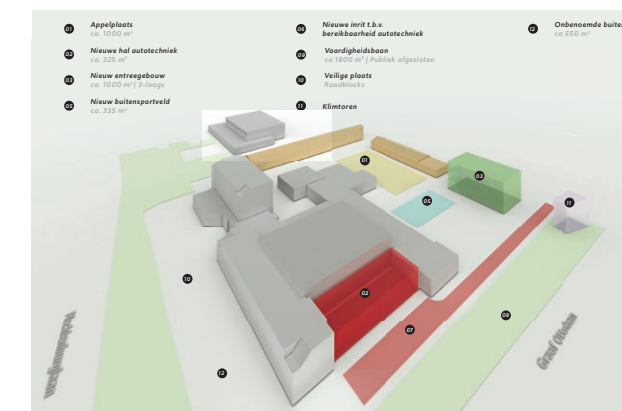 01 Appelplaats
ca. 1000 m²
02 Nieuwe hal autotechniek
ca. 325 m²
03 Nieuw entreegebouw
ca. 1000 m² | 3-laags
05 Nieuw buitensportveld
ca. 335 m²
06 Nieuwe inrit t.b.v.
bereikbaarheid autotechniek
09 Vaardigheidsbaan
ca 1800 m² | Publiek afgesloten
10 Veilige plaats
Roadblocks
11 Klimtoren
12 Onbenoemde buite
ca 550 m²
01
03
05
11
10
02
09
07
12
Graaf Ottolaan